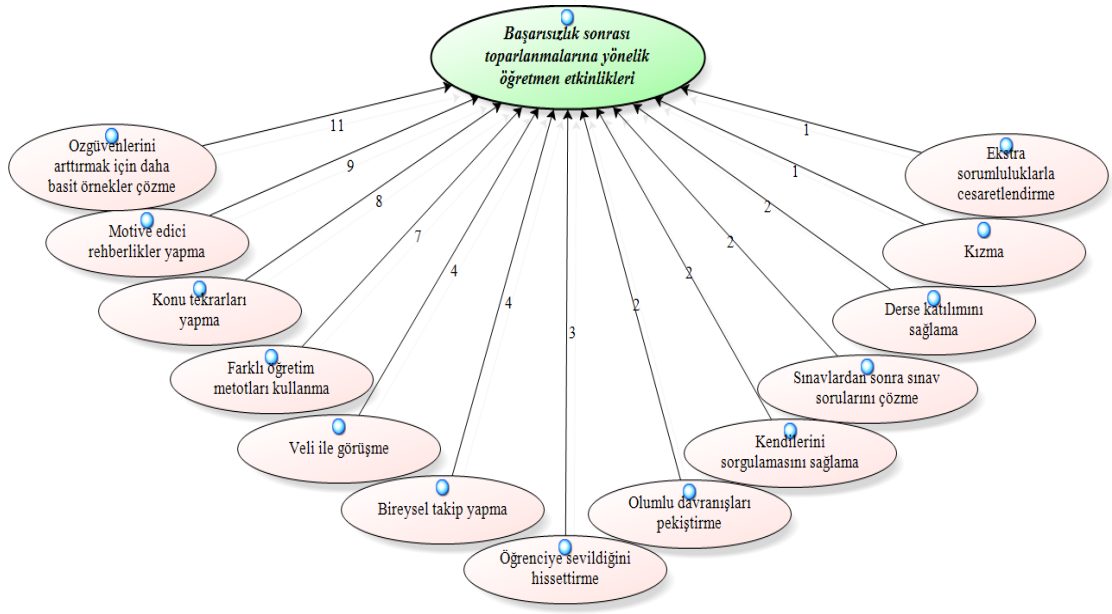 Başarısızlık sonrası
toparlanmalarına yönelik
öğretmen etkinlikleri
11
9
8
7
4
4
3
2
2
2
2
1
1
Özgüvenlerini
arttırmak için daha
basit örnekler çözme
Motive edici
rehberlikler yapma
Konu tekrarları
yapma
Farklı öğretim
metotları kullanma
Veli ile görüşme
Bireysel takip yapma
Öğrenciye sevildiğini
hissettirme
Olumlu davranışları
pekiştirme
Kendilerini
sorgulamasını sağlama
Sınavlardan sonra sınav
sorularını çözme
Derse katılımını
sağlama
Kızma
Ekstra
sorumluluklarla
cesaretlendirme